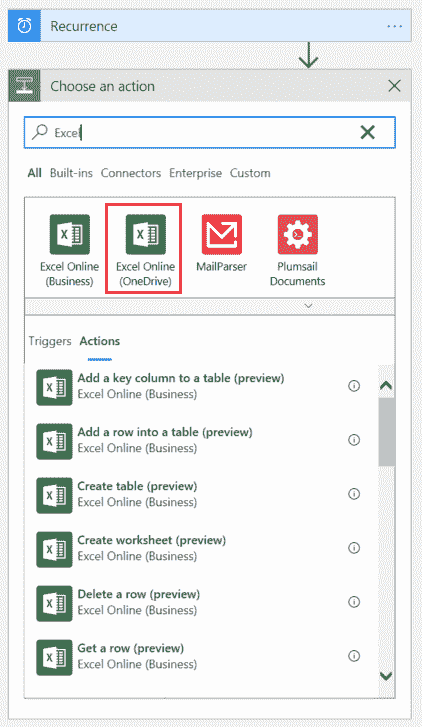 Recurrence
...
Choose an action
Excel
All Built-ins Connectors Enterprise Custom
Excel Online (Business)
Excel Online (OneDrive)
MailParser
Plumsail Documents
Triggers Actions
Add a key column to a table (preview)
Excel Online (Business)
Add a row into a table (preview)
Excel Online (Business)
Create table (preview)
Excel Online (Business)
Create worksheet (preview)
Excel Online (Business)
Delete a row (preview)
Excel Online (Business)
Get a row (preview)
Excel Online (Business)